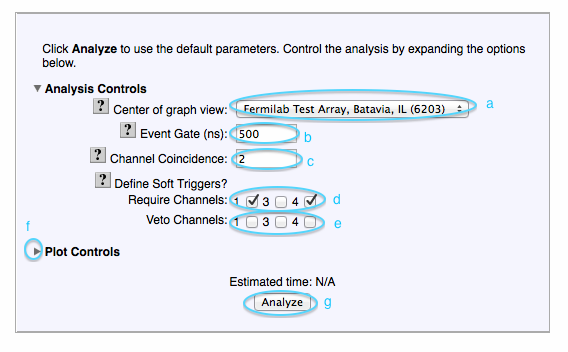 Click Analyze to use the default parameters. Control the analysis by expanding the options
below.
▼ Analysis Controls
? Center of graph view: Fermilab Test Array, Batavia, IL (6203) a
? Event Gate (ns): 500 b
? Channel Coincidence: 2 c
? Define Soft Triggers?
Require Channels: 1 ✓ 3 4 ✓ d
Veto Channels: 1 3 4 e
f
▶ Plot Controls
Estimated time: N/A
Analyze g